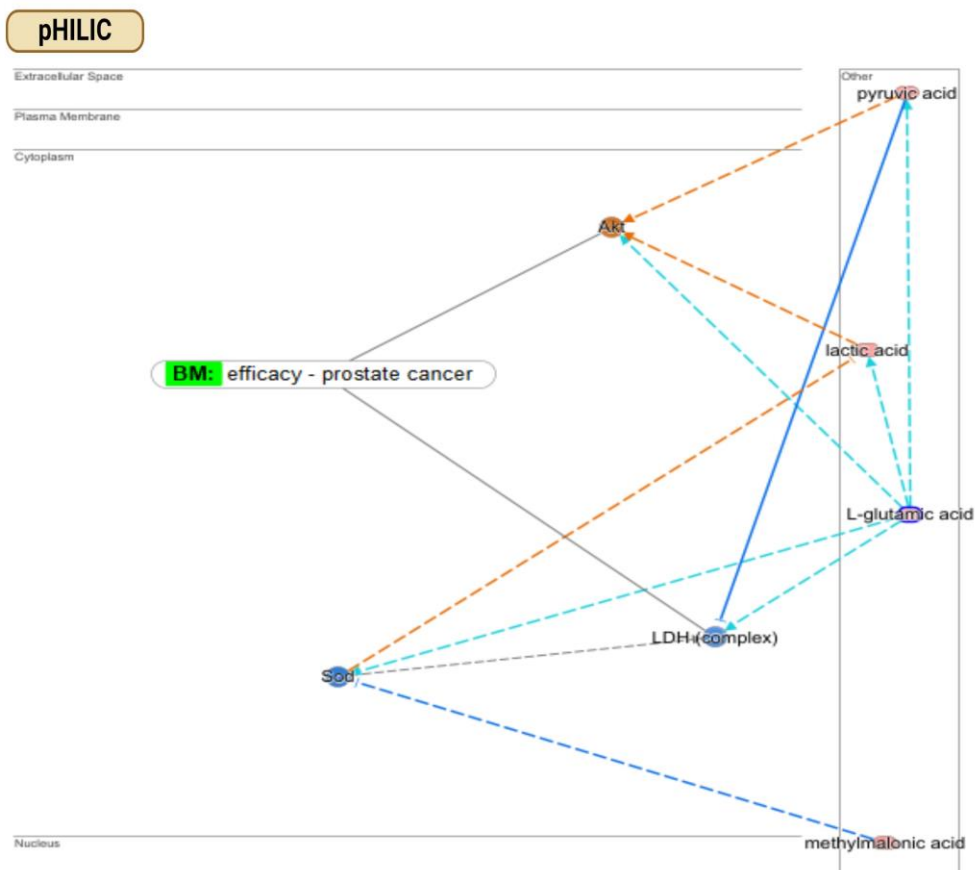 pHILIC
Extracellular Space
Other
pyruvic acid
Plasma Membrane
Cytoplasm
Akt
lactic acid
BM: efficacy - prostate cancer
L-glutamic acid
LDH (complex)
Sod
Nucleus
methylmalonic acid